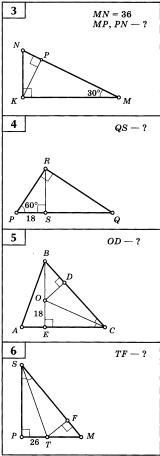 3
MN = 36
MP, PN — ?
N
P
K
30°
M
4
QS — ?
R
60°
P
18
S
Q
5
OD — ?
B
D
O
18
A
E
C
6
TF — ?
S
F
P
26
T
M